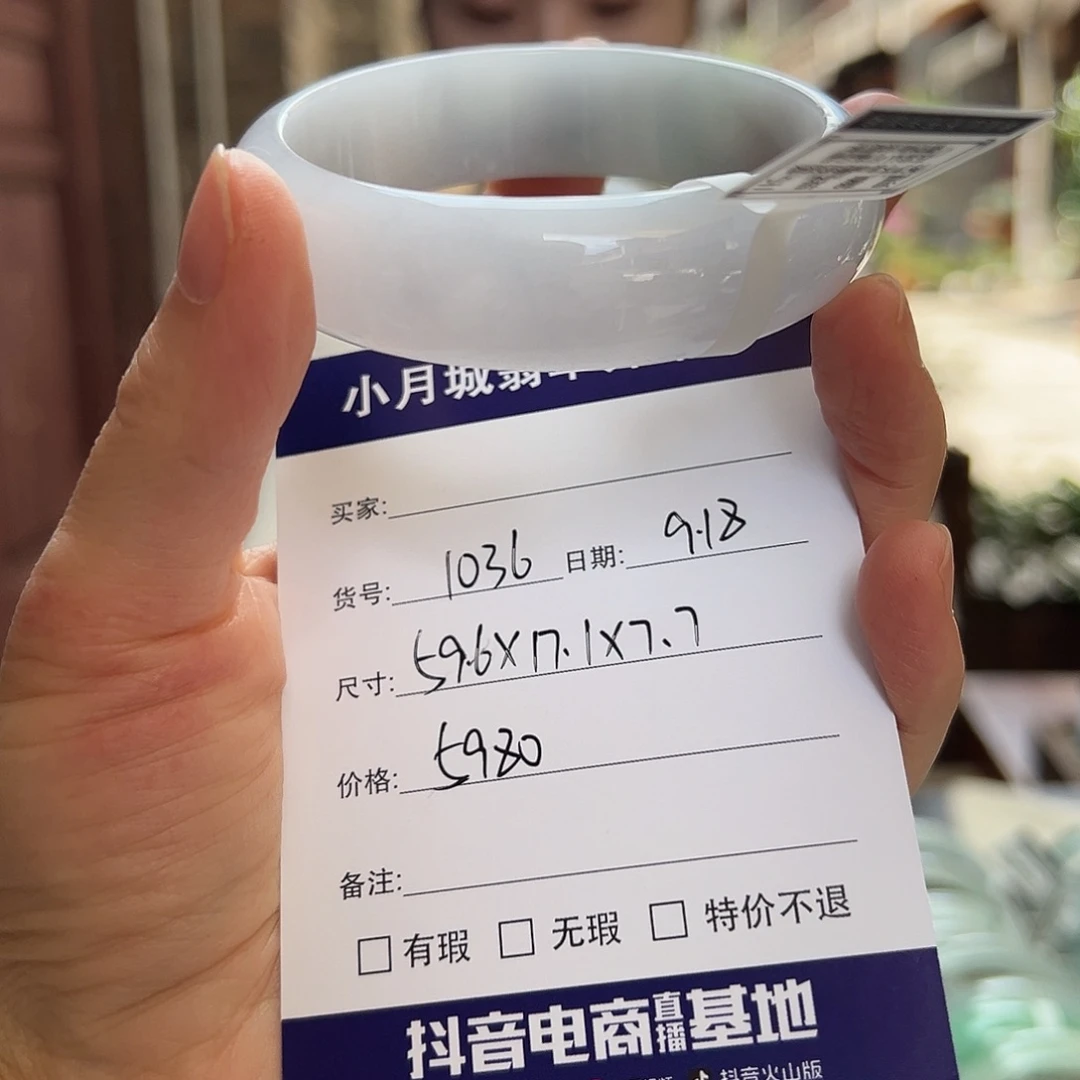 小月城翡
买家:
货号: 1036 日期: 9.18
尺寸: 59.6X17.1X7.7
价格: 5980
备注:
□有瑕 □无瑕 □特价不退
抖音电商直播基地
抖音火山版